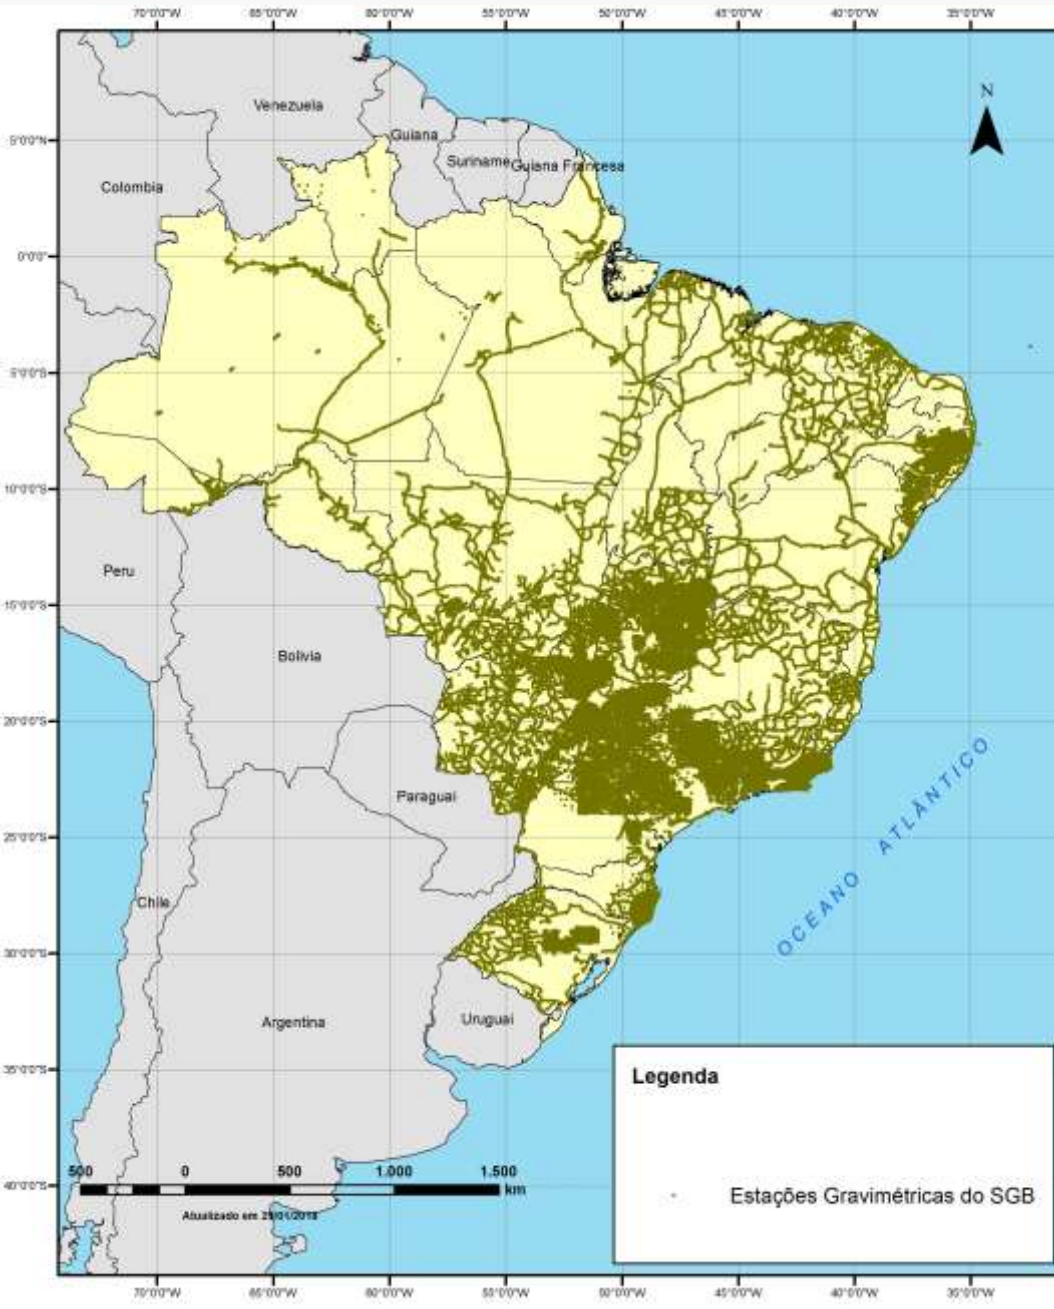 70°0'0"W 65°0'0"W 60°0'0"W 55°0'0"W 50°0'0"W 45°0'0"W 40°0'0"W 35°0'0"W
N
Venezuela
5°0'0"N
Guiana
Suriname
Guiana Francesa
Colombia
0°0'0"
5°0'0"S
10°0'0"S
Peru
15°0'0"S
Bolivia
20°0'0"S
Paraguai
OCEANO ATLÂNTICO
25°0'0"S
Chile
30°0'0"S
Argentina
Uruguai
35°0'0"S
Legenda
500 0 500 1.000 1.500
km
40°0'0"S
Estações Gravimétricas do SGB
Atualizado em
70°0'0"W 65°0'0"W 60°0'0"W 55°0'0"W 50°0'0"W 45°0'0"W 40°0'0"W 35°0'0"W